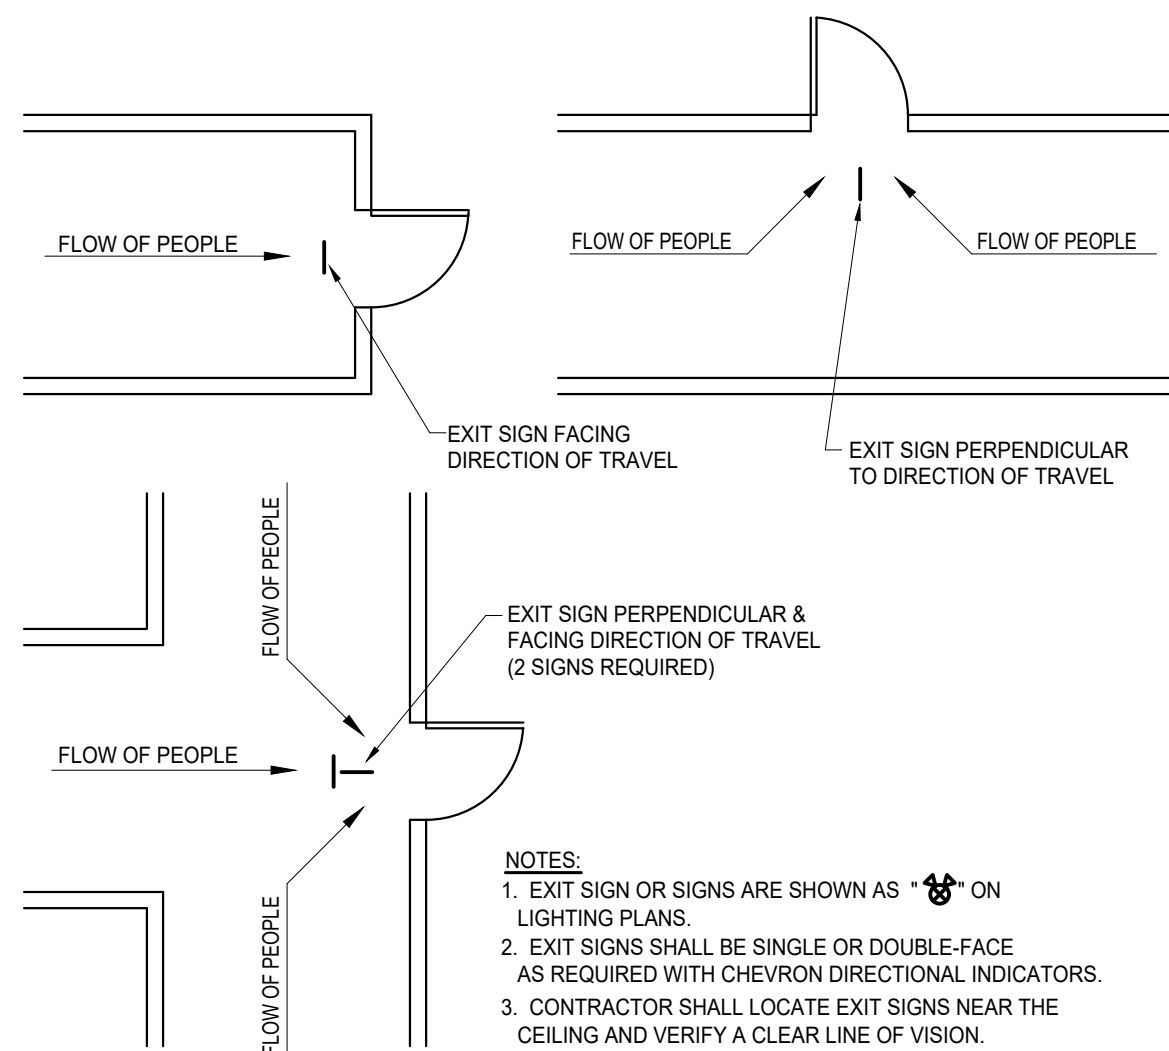 FLOW OF PEOPLE
FLOW OF PEOPLE
FLOW OF PEOPLE
EXIT SIGN FACING
DIRECTION OF TRAVEL
EXIT SIGN PERPENDICULAR
TO DIRECTION OF TRAVEL
FLOW OF PEOPLE
EXIT SIGN PERPENDICULAR &
FACING DIRECTION OF TRAVEL
(2 SIGNS REQUIRED)
FLOW OF PEOPLE
FLOW OF PEOPLE
NOTES:
1. EXIT SIGN OR SIGNS ARE SHOWN AS " " ON
LIGHTING PLANS.
2. EXIT SIGNS SHALL BE SINGLE OR DOUBLE-FACE
AS REQUIRED WITH CHEVRON DIRECTIONAL INDICATORS.
3. CONTRACTOR SHALL LOCATE EXIT SIGNS NEAR THE
CEILING AND VERIFY A CLEAR LINE OF VISION.